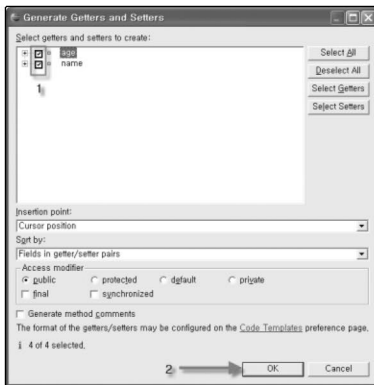 Generate Getters and Setters
Select getters and setters to create:
age
name
1
Select All
Deselect All
Select Getters
Select Setters
Insertion point:
Cursor position
Sort by:
Fields in getter/setter pairs
Access modifier
public protected default private
final synchronized
Generate method comments
The format of the getters/setters may be configured on the Code Templates preference page.
i 4 of 4 selected.
2 OK Cancel